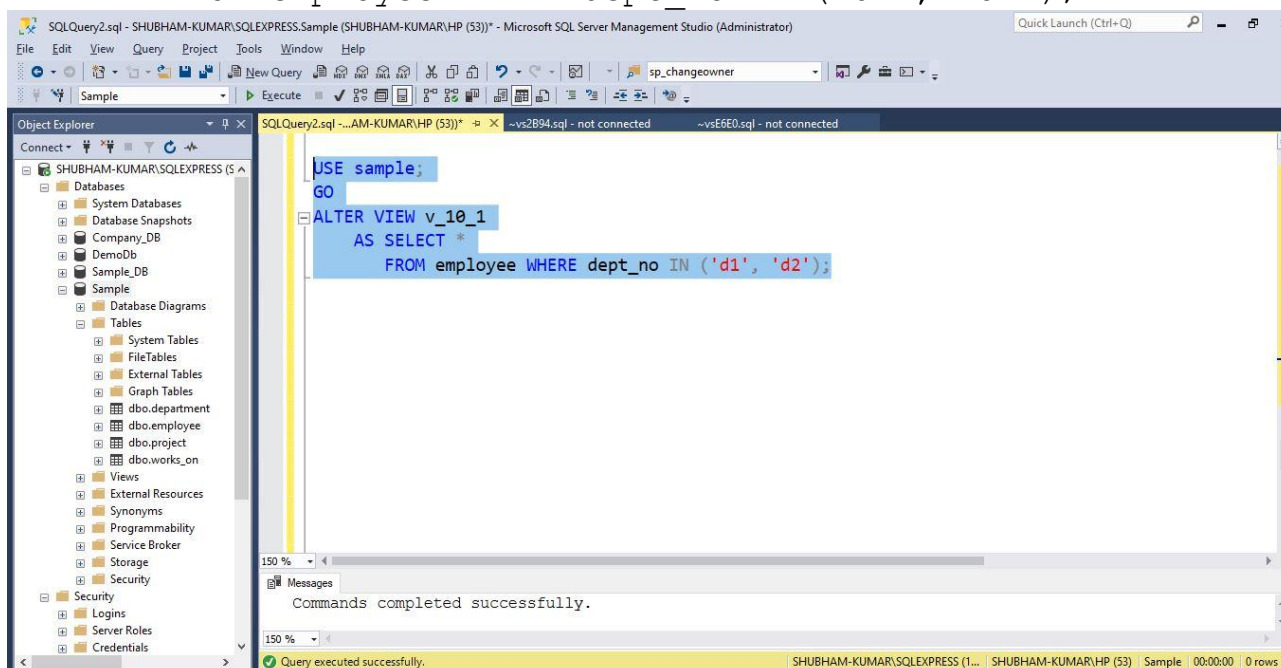 SQLQuery2.sql - SHUBHAM-KUMAR\SQLEXPRESS.Sample (SHUBHAM-KUMAR\HP (53))* - Microsoft SQL Server Management Studio (Administrator)
Quick Launch (Ctrl+Q)
File Edit View Query Project Tools Window Help
New Query MDX DMX XMLA DAX sp_changeowner
Sample Execute
Object Explorer
SQLQuery2.sql -...AM-KUMAR\HP (53))* ~vs2B94.sql - not connected ~vsE6E0.sql - not connected
Connect
SHUBHAM-KUMAR\SQLEXPRESS (S
Databases
System Databases
Database Snapshots
Company_DB
DemoDb
Sample_DB
Sample
Database Diagrams
Tables
System Tables
FileTables
External Tables
Graph Tables
dbo.department
dbo.employee
dbo.project
dbo.works_on
Views
External Resources
Synonyms
Programmability
Service Broker
Storage
Security
Security
Logins
Server Roles
Credentials
USE sample;
GO
ALTER VIEW v_10_1
AS SELECT *
FROM employee WHERE dept_no IN ('d1', 'd2');
150 %
Messages
Commands completed successfully.
150 %
Query executed successfully. SHUBHAM-KUMAR\SQLEXPRESS (1... SHUBHAM-KUMAR\HP (53) Sample 00:00:00 0 rows